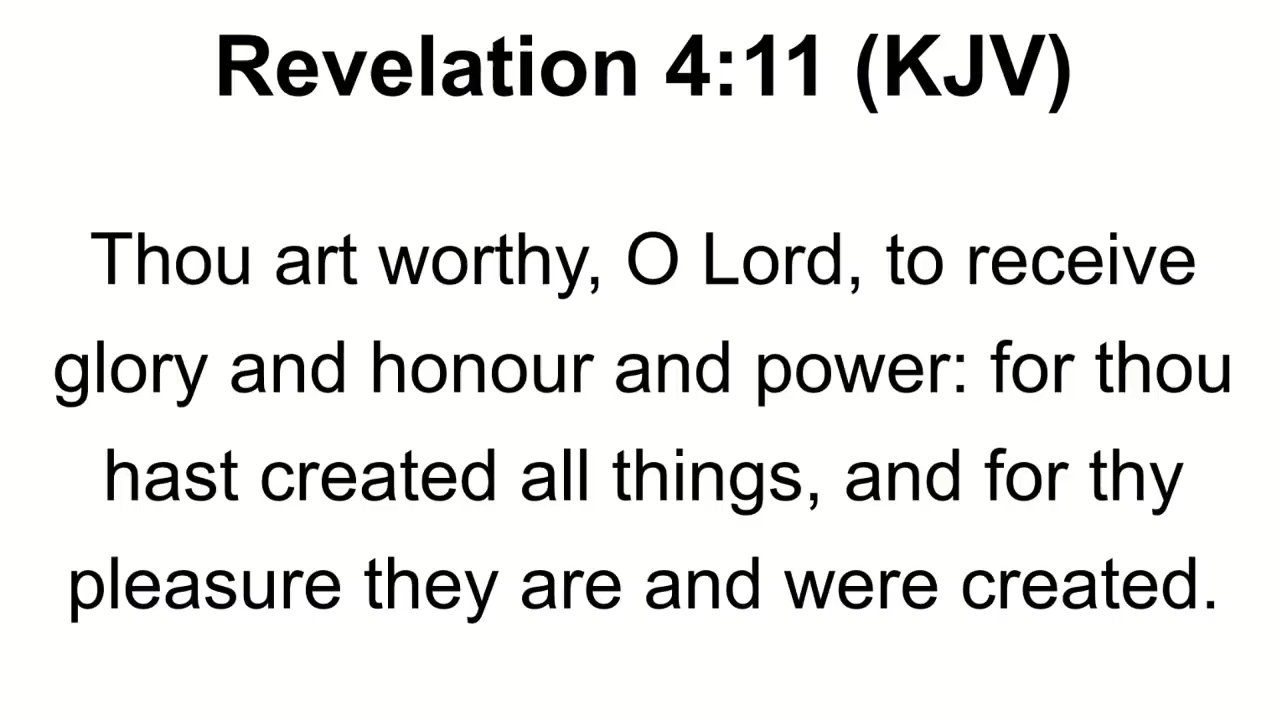 Revelation 4:11 (KJV)
Thou art worthy, O Lord, to receive
glory and honour and power: for thou
hast created all things, and for thy
pleasure they are and were created.